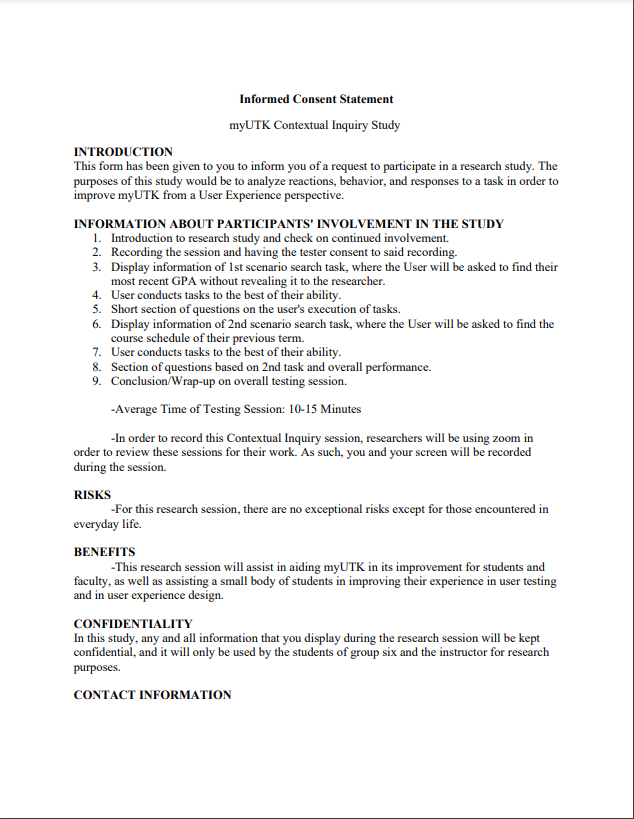 Informed Consent Statement
myUTK Contextual Inquiry Study
INTRODUCTION
This form has been given to you to inform you of a request to participate in a research study. The
purposes of this study would be to analyze reactions, behavior, and responses to a task in order to
improve myUTK from a User Experience perspective.
INFORMATION ABOUT PARTICIPANTS' INVOLVEMENT IN THE STUDY
1. Introduction to research study and check on continued involvement.
2. Recording the session and having the tester consent to said recording.
3. Display information of 1st scenario search task, where the User will be asked to find their
most recent GPA without revealing it to the researcher.
4. User conducts tasks to the best of their ability.
5. Short section of questions on the user's execution of tasks.
6. Display information of 2nd scenario search task, where the User will be asked to find the
course schedule of their previous term.
7. User conducts tasks to the best of their ability.
8. Section of questions based on 2nd task and overall performance.
9. Conclusion/Wrap-up on overall testing session.
-Average Time of Testing Session: 10-15 Minutes
-In order to record this Contextual Inquiry session, researchers will be using zoom in
order to review these sessions for their work. As such, you and your screen will be recorded
during the session.
RISKS
-For this research session, there are no exceptional risks except for those encountered in
everyday life.
BENEFITS
-This research session will assist in aiding myUTK in its improvement for students and
faculty, as well as assisting a small body of students in improving their experience in user testing
and in user experience design.
CONFIDENTIALITY
In this study, any and all information that you display during the research session will be kept
confidential, and it will only be used by the students of group six and the instructor for research
purposes.
CONTACT INFORMATION